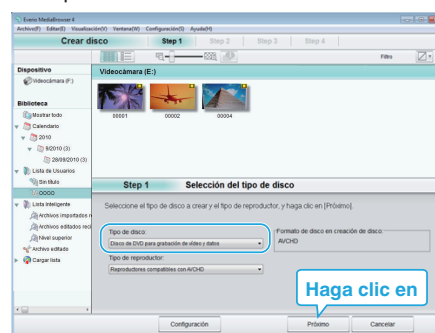 Everio MediaBrowser 4
Archivo(F) Editar(E) Visualización(V) Ventana(W) Configuración(S) Ayuda(H)
Crear disco Step 1 Step 2 Step 3 Step 4
Filtro
Dispositivo
Videocámara (F:)
Biblioteca
Mostrar todo
Calendario
2010
9/2010 (3)
28/09/2010 (3)
Lista de Usuarios
Sin título
Lista Inteligente
Archivos importados r
Archivos editados reci
Nivel superior
Archivo editado
Cargar lista
Videocámara (E:)
00001 00002 00004
Step 1 Selección del tipo de disco
Seleccione el tipo de disco a crear y el tipo de reproductor, y haga clic en [Próximo].
Tipo de disco:
Discos de DVD para grabación de vídeo y datos
Tipo de reproductor:
Reproductores compatibles con AVCHD
Formato de disco en creación de disco
AVCHD
Haga clic en
Configuración Próximo Cancelar